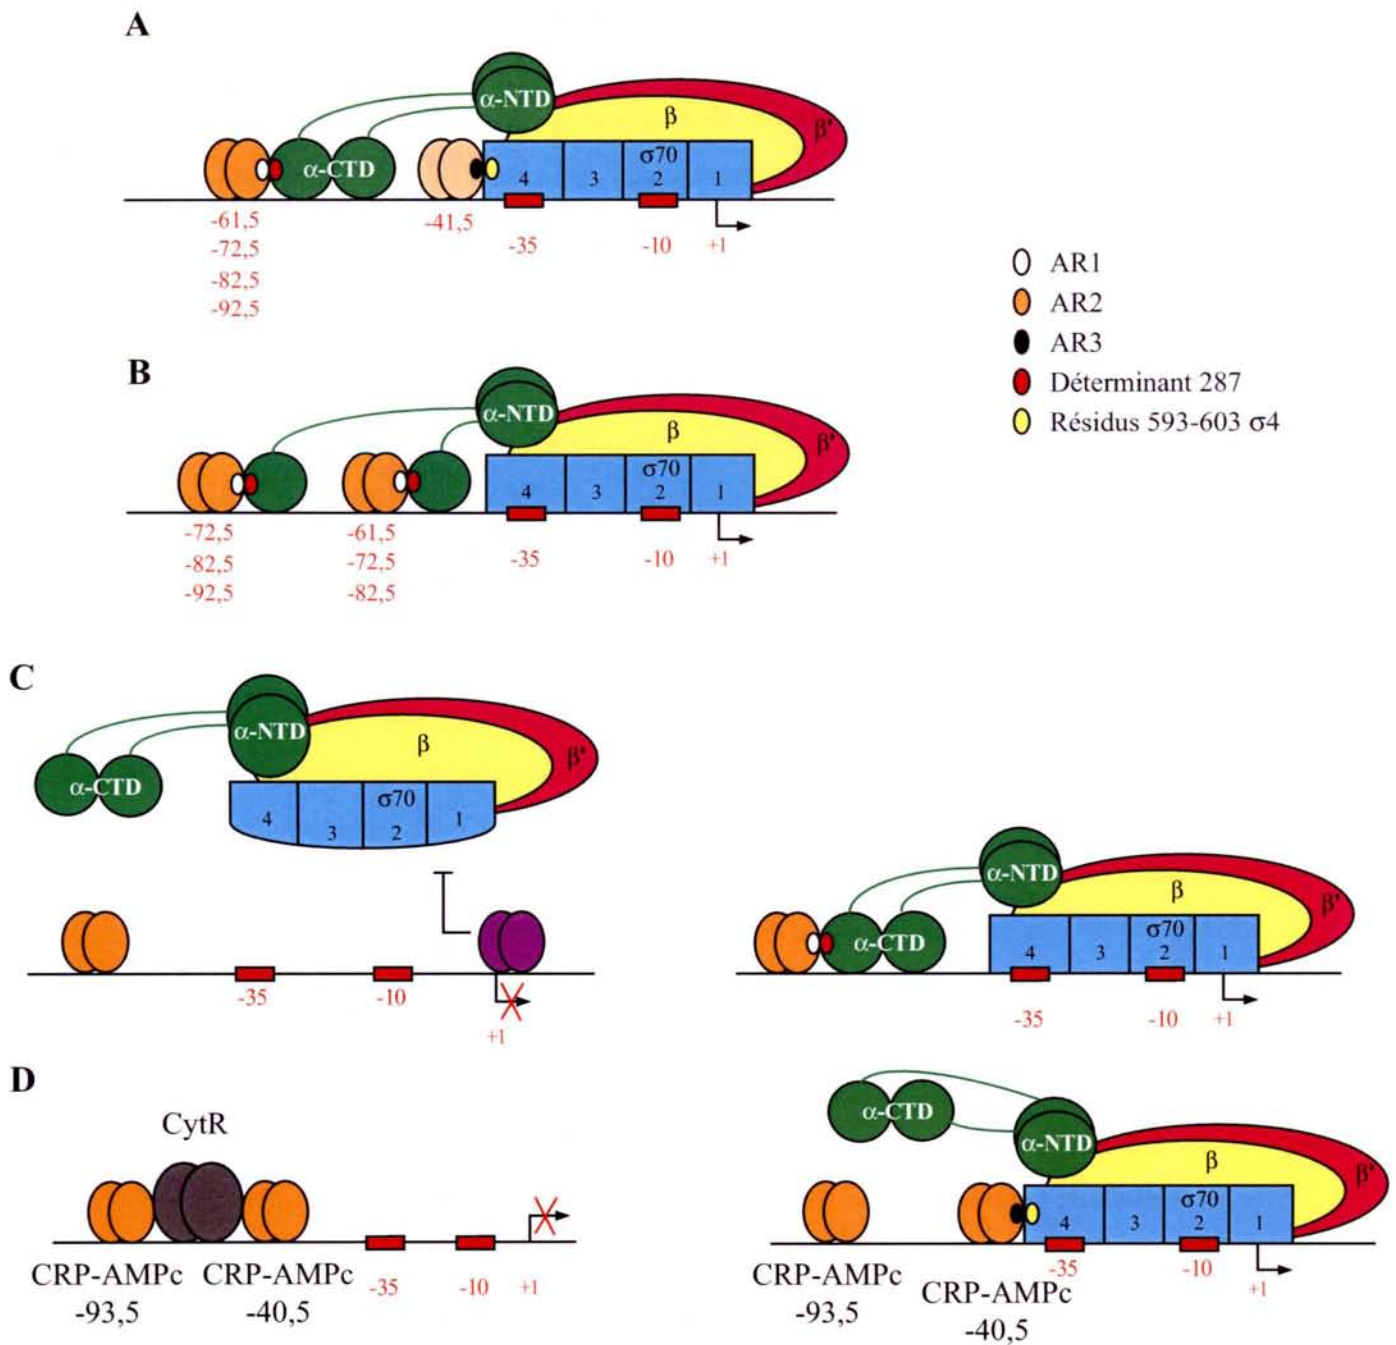 A
α-NTD
β
β'
α-CTD
σ70
4 3 2 1
-61,5
-72,5
-82,5
-92,5
-41,5
-35
-10
+1
AR1
AR2
AR3
Déterminant 287
Résidus 593-603 σ4
B
α-NTD
β
β'
σ70
4 3 2 1
-72,5
-82,5
-92,5
-61,5
-72,5
-82,5
-35
-10
+1
C
α-NTD
β
β'
α-CTD
σ70
4 3 2 1
-35
-10
+1
α-NTD
β
β'
α-CTD
σ70
4 3 2 1
-35
-10
+1
D
CytR
CRP-AMPc
-93,5
CRP-AMPc
-40,5
-35
-10
+1
α-CTD
α-NTD
β
β'
σ70
4 3 2 1
CRP-AMPc
-93,5
CRP-AMPc
-40,5
-35
-10
+1